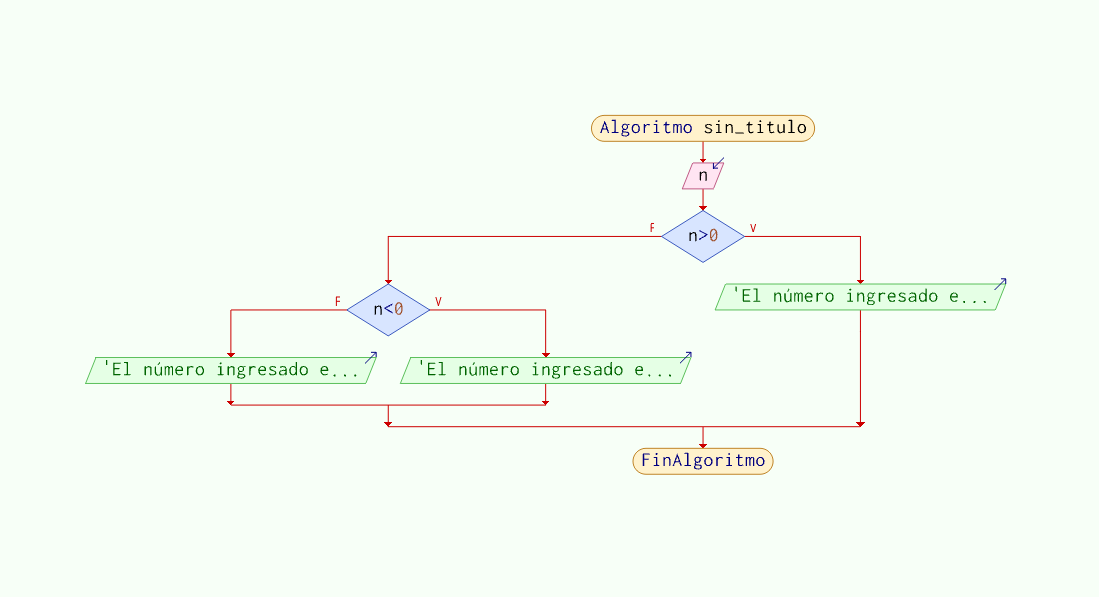 Algoritmo sin_titulo
n
F
n>0
V
'El número ingresado e...
F
n<0
V
'El número ingresado e...
'El número ingresado e...
FinAlgoritmo